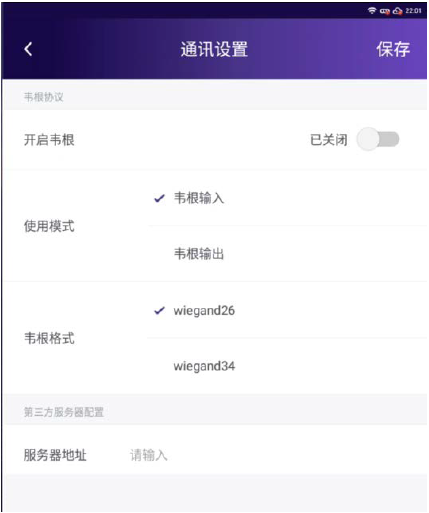 22:01
通讯设置
保存
韦根协议
开启韦根
已关闭
使用模式
韦根输入
韦根输出
韦根格式
wiegand26
wiegand34
第三方服务器配置
服务器地址
请输入